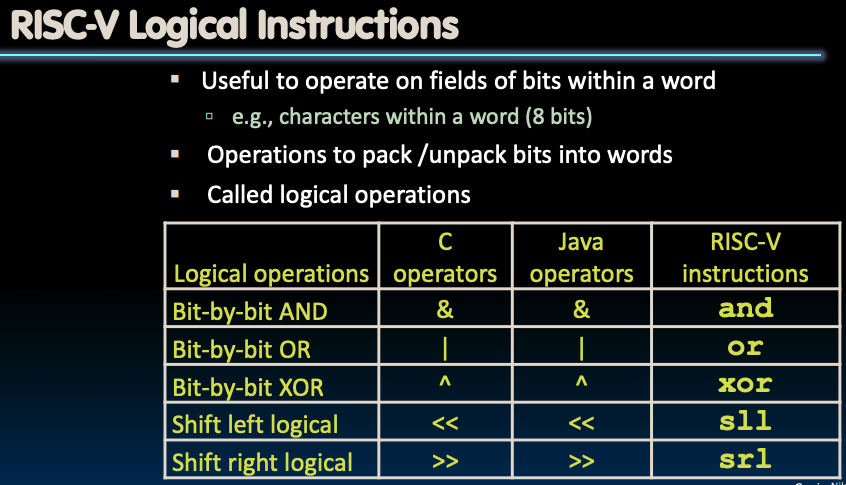 RISC-V Logical Instructions
▪ Useful to operate on fields of bits within a word
▫ e.g., characters within a word (8 bits)
▪ Operations to pack /unpack bits into words
▪ Called logical operations
Logical operations C operators Java operators RISC-V instructions
Bit-by-bit AND & & and
Bit-by-bit OR | | or
Bit-by-bit XOR ^ ^ xor
Shift left logical << << sll
Shift right logical >> >> srl